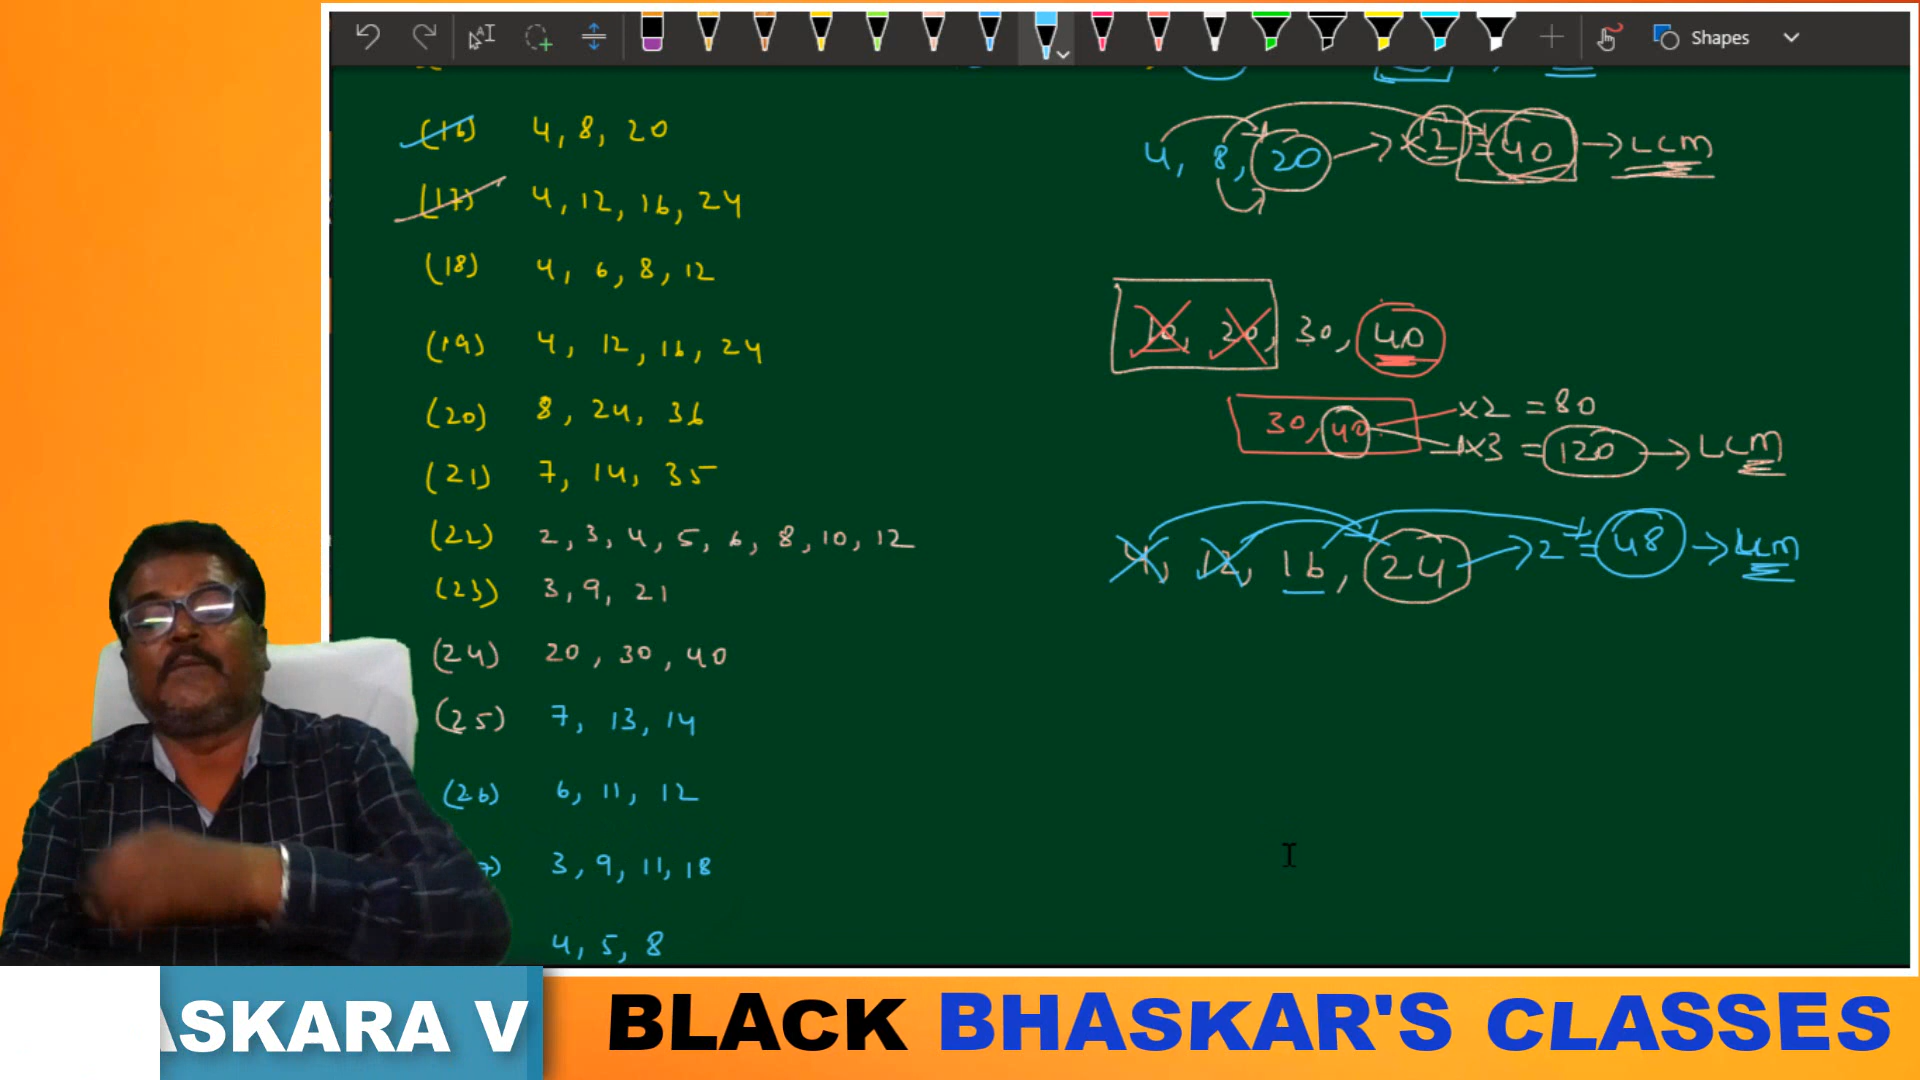 Shapes
(16) 4, 8, 20
(17) 4, 12, 16, 24
(18) 4, 6, 8, 12
(19) 4, 12, 16, 24
(20) 8, 24, 36
(21) 7, 14, 35
(22) 2, 3, 4, 5, 6, 8, 10, 12
(23) 3, 9, 21
(24) 20, 30, 40
(25) 7, 13, 14
(26) 6, 11, 12
7) 3, 9, 11, 18
4, 5, 8
4, 8, 20 → ×2 = 40 → LCM
10, 20, 30, 40
30, 40 ×2 = 80
×3 = 120 → LCM
4, 12, 16, 24 → 2 = 48 → LCM
ASKARA V
BLACK BHASKAR'S CLASSES